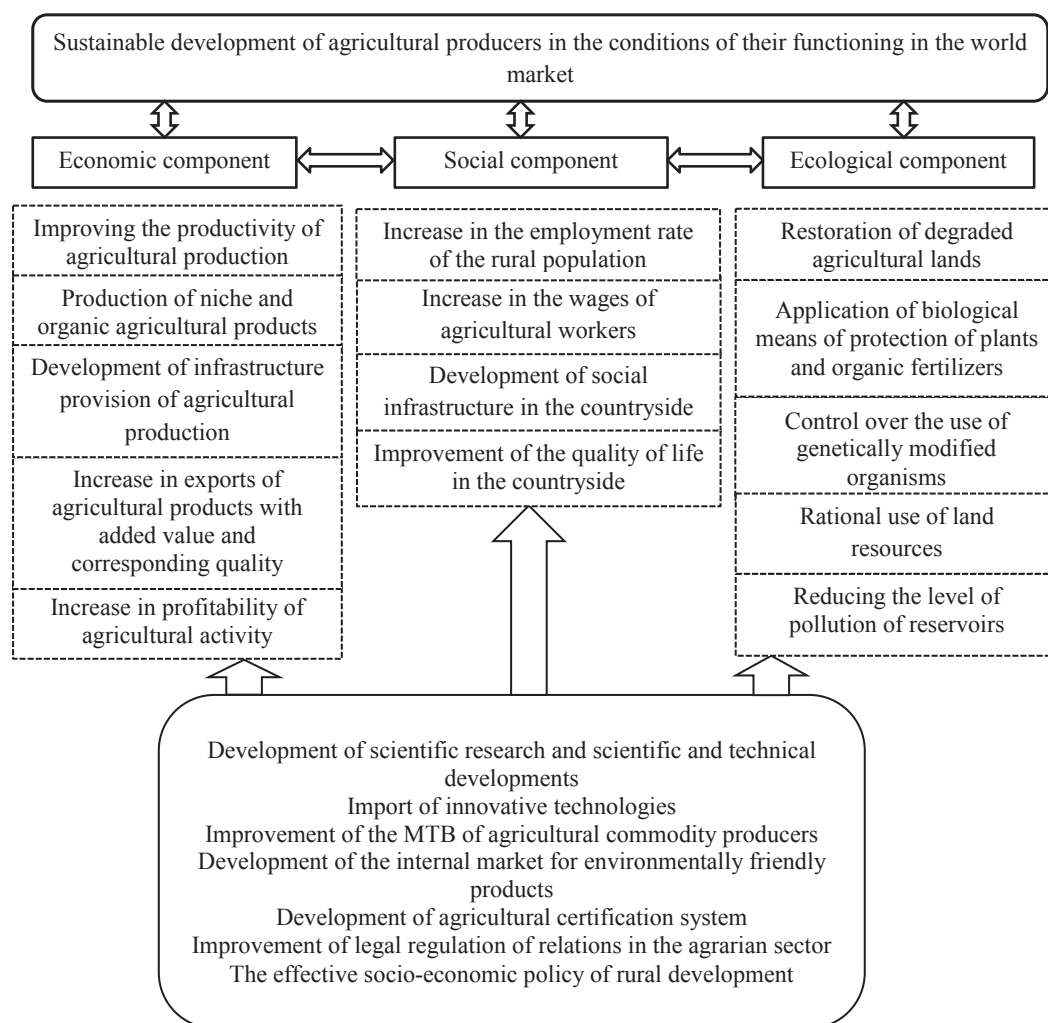 Sustainable development of agricultural producers in the conditions of their functioning in the world
market
Economic component
Social component
Ecological component
Improving the productivity of
agricultural production
Production of niche and
organic agricultural products
Development of infrastructure
provision of agricultural
production
Increase in exports of
agricultural products with
added value and
corresponding quality
Increase in profitability of
agricultural activity
Increase in the employment rate
of the rural population
Increase in the wages of
agricultural workers
Development of social
infrastructure in the countryside
Improvement of the quality of life
in the countryside
Restoration of degraded
agricultural lands
Application of biological
means of protection of plants
and organic fertilizers
Control over the use of
genetically modified
organisms
Rational use of land
resources
Reducing the level of
pollution of reservoirs
Development of scientific research and scientific and technical
developments
Import of innovative technologies
Improvement of the MTB of agricultural commodity producers
Development of the internal market for environmentally friendly
products
Development of agricultural certification system
Improvement of legal regulation of relations in the agrarian sector
The effective socio-economic policy of rural development